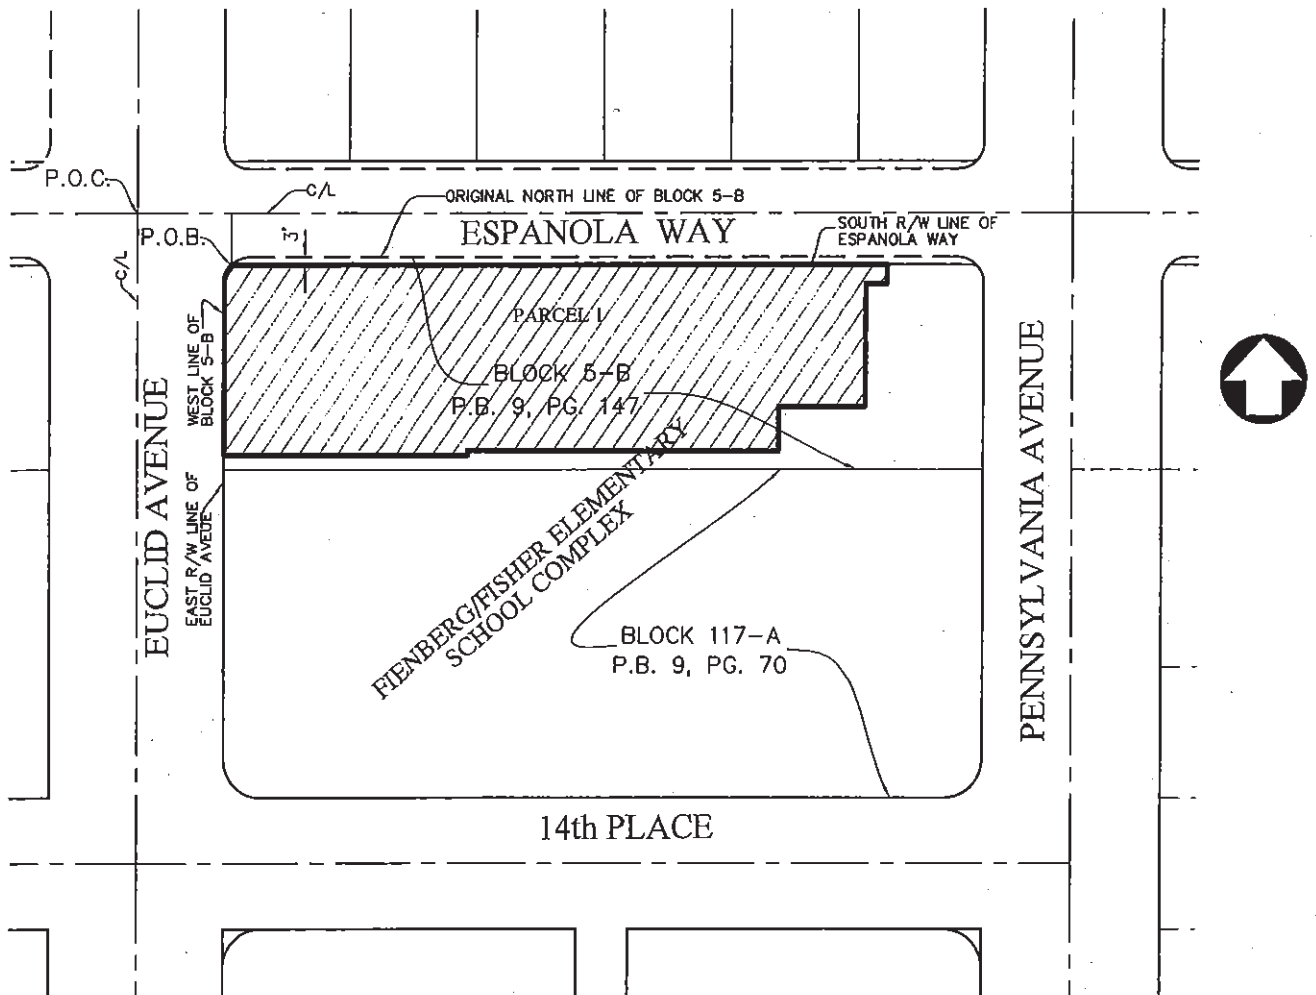 P.O.C.
C/L
ORIGINAL NORTH LINE OF BLOCK 5-B
P.O.B.
3'
ESPANOLA WAY
SOUTH R/W LINE OF
ESPANOLA WAY
C/L
WEST LINE OF
BLOCK 5-B
PARCEL I
BLOCK 5-B
P.B. 9, PG. 147
EUCLID AVENUE
EAST R/W LINE OF
EUCLID AVEUE
FIENBERG/FISHER ELEMENTARY
SCHOOL COMPLEX
PENNSYLVANIA AVENUE
BLOCK 117-A
P.B. 9, PG. 70
14th PLACE